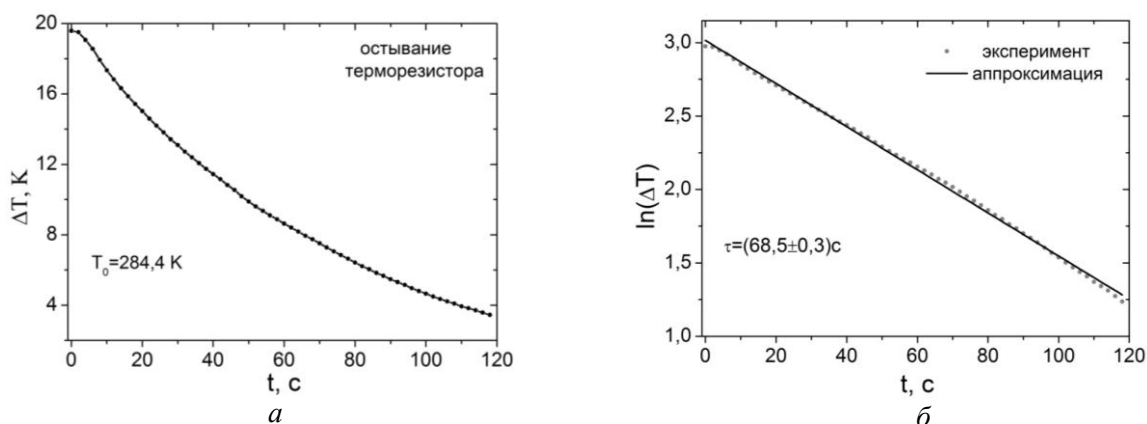 20
16
12
8
4
ΔT, K
остывание
терморезистора
T₀=284,4 K
0 20 40 60 80 100 120
t, c
а
3,0
2,5
2,0
1,5
1,0
ln(ΔT)
эксперимент
аппроксимация
τ=(68,5±0,3)c
0 20 40 60 80 100 120
t, c
б